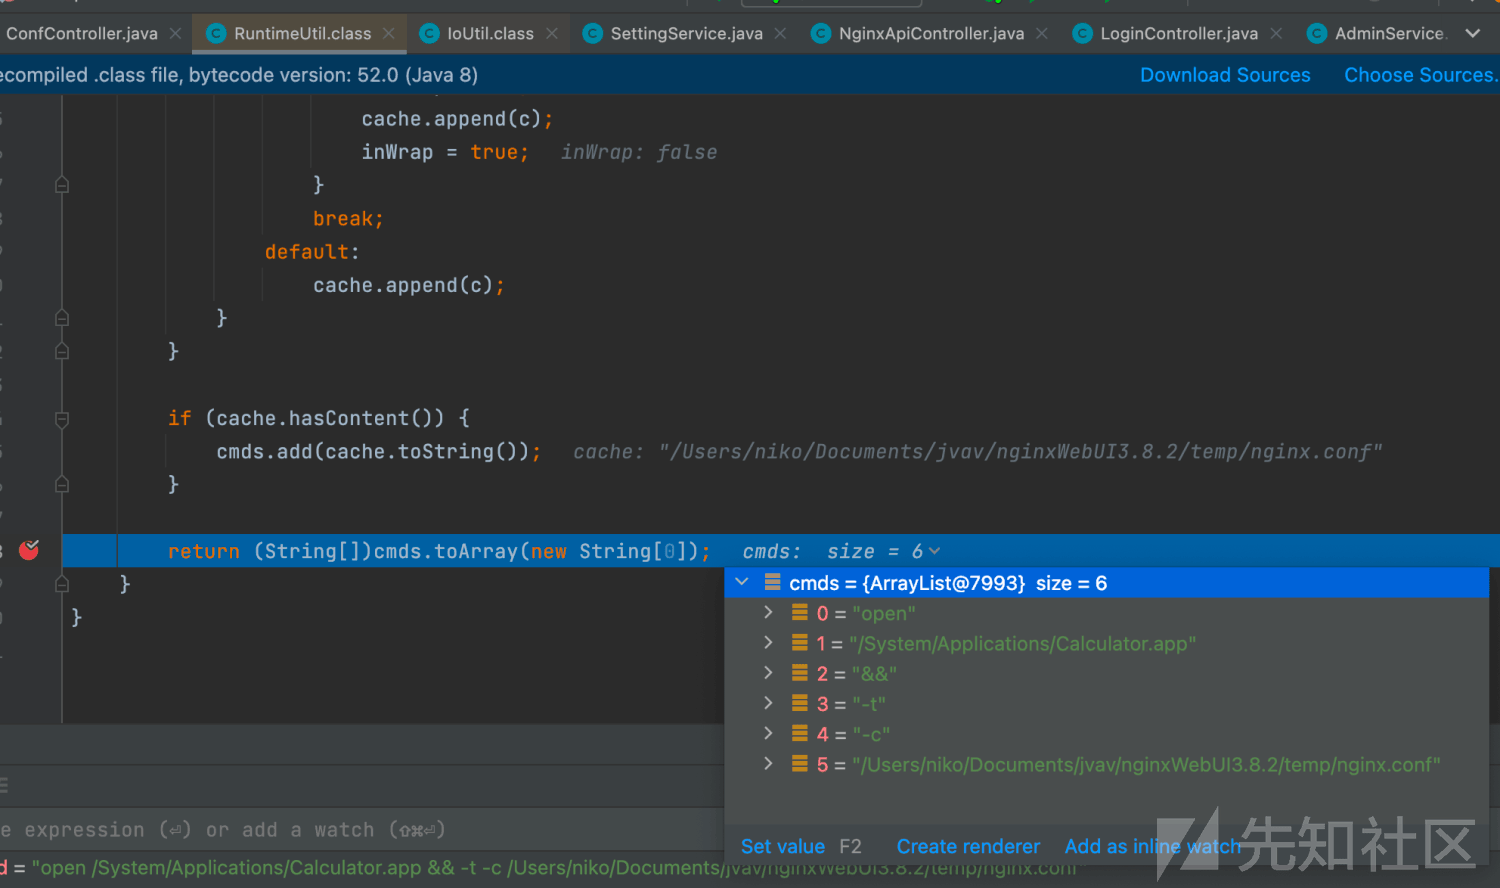 ConfController.java RuntimeUtil.class IoUtil.class SettingService.java NginxApiController.java LoginController.java AdminService.
ecompiled .class file, bytecode version: 52.0 (Java 8) Download Sources Choose Sources.
cache.append(c);
inWrap = true; inWrap: false
}
break;
default:
cache.append(c);
}
}
if (cache.hasContent()) {
cmds.add(cache.toString()); cache: "/Users/niko/Documents/jvav/nginxWebUI3.8.2/temp/nginx.conf"
}
return (String[])cmds.toArray(new String[0]); cmds: size = 6
}
}
cmds = {ArrayList@7993} size = 6
0 = "open"
1 = "/System/Applications/Calculator.app"
2 = "&&"
3 = "-t"
4 = "-c"
5 = "/Users/niko/Documents/jvav/nginxWebUI3.8.2/temp/nginx.conf"
e expression (⏎) or add a watch (⇧⌘⏎)
Set value F2 Create renderer Add as inline watch
d = "open /System/Applications/Calculator.app && -t -c /Users/niko/Documents/jvav/nginxWebUI3.8.2/temp/nginx.conf"
先知社区